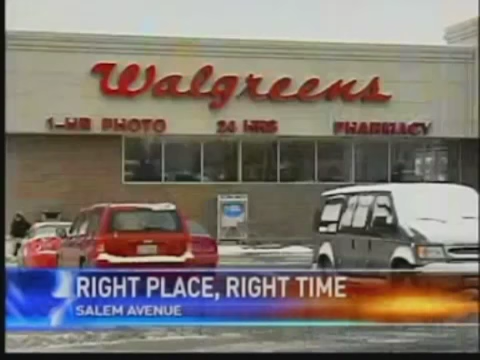 Walgreens
1-HR PHOTO 24 HRS PHARMACY
RIGHT PLACE, RIGHT TIME
SALEM AVENUE